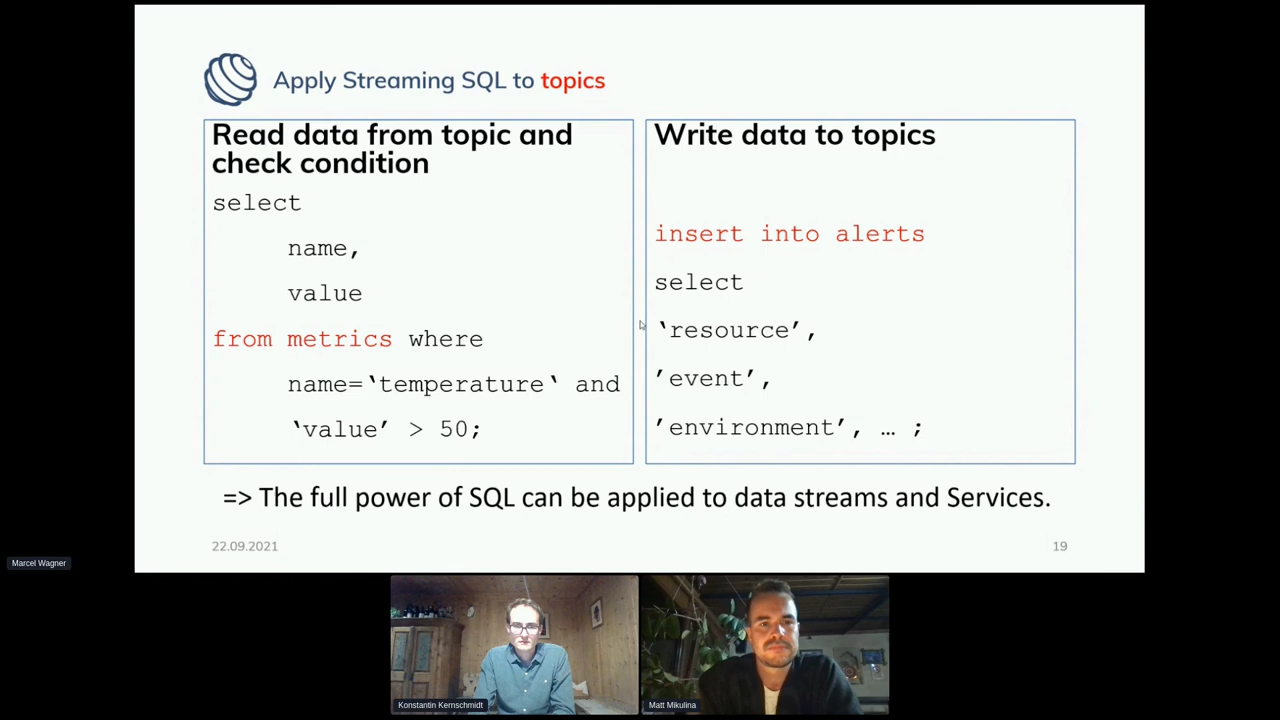 Apply Streaming SQL to topics
Read data from topic and
check condition
select
name,
value
from metrics where
name=‘temperature‘ and
‘value’ > 50;
Write data to topics
insert into alerts
select
‘resource’,
’event’,
’environment’, … ;
=> The full power of SQL can be applied to data streams and Services.
22.09.2021
19
Marcel Wagner
Konstantin Kernschmidt
Matt Mikulina